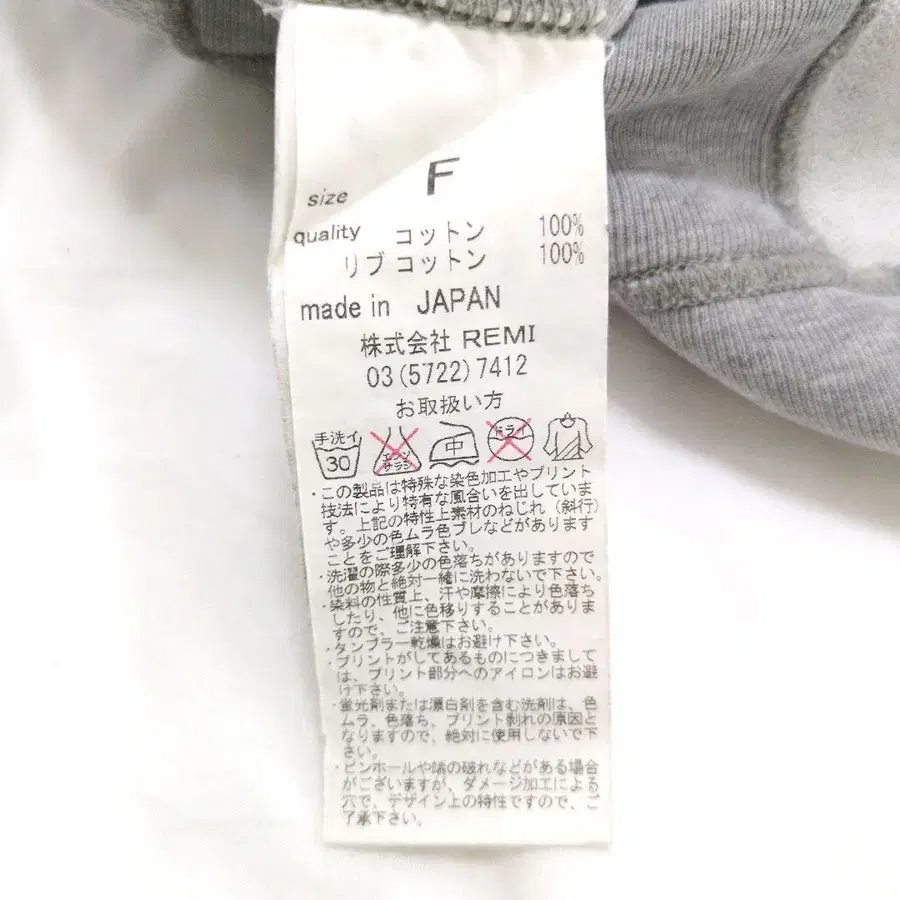 size F
quality コットン 100%
リブコットン 100%
made in JAPAN
株式会社 REMI
03(5722)7412
お取扱い方
手洗イ 30 エンソサラシ 中 ドライ
・この製品は特殊な染色加工やプリント
技法により特有な風合いを出していま
す。上記の特性上素材のねじれ(斜行)
や多少の色ムラ色ブレなどがあります
ことをご理解下さい。
・洗濯の際多少の色落ちがありますので
他の物と絶対一緒に洗わないで下さい。
・染料の性質上、汗や摩擦により色落ち
したり、他に色移りすることがありま
すので、ご注意下さい。
・タンブラー乾燥はお避け下さい。
・プリントがしてあるものにつきまして
は、プリント部分へのアイロンはお避
け下さい。
・蛍光剤または漂白剤を含む洗剤は、色
ムラ、色落ち、プリント剥れの原因と
なりますので、絶対に使用しないで下
さい。
・ピンホールや端の破れなどがある場合
がございますが、ダメージ加工による
穴で、デザイン上の特性ですので、ご
了承下さい。